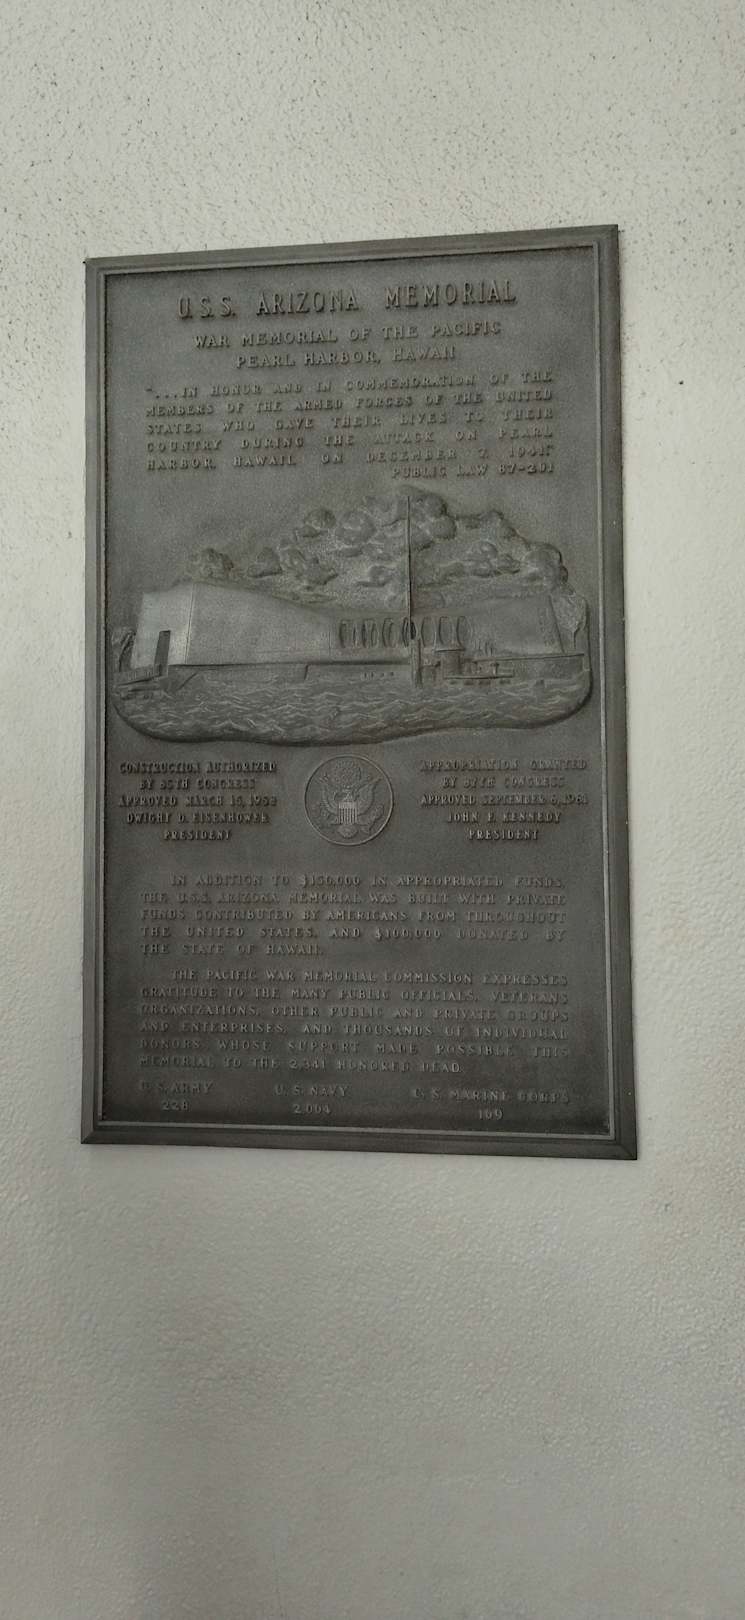 U.S.S. ARIZONA MEMORIAL
WAR MEMORIAL OF THE PACIFIC
PEARL HARBOR, HAWAII
"...IN HONOR AND IN COMMEMORATION OF THE
MEMBERS OF THE ARMED FORCES OF THE UNITED
STATES WHO GAVE THEIR LIVES TO THEIR
COUNTRY DURING THE ATTACK ON PEARL
HARBOR, HAWAII, ON DECEMBER 7, 1941."
PUBLIC LAW 87-201
CONSTRUCTION AUTHORIZED
BY 85TH CONGRESS
APPROVED MARCH 15, 1958
DWIGHT D. EISENHOWER
PRESIDENT
APPROPRIATION GRANTED
BY 87TH CONGRESS
APPROVED SEPTEMBER 6, 1961
JOHN F. KENNEDY
PRESIDENT
IN ADDITION TO $150,000 IN APPROPRIATED FUNDS,
THE U.S.S. ARIZONA MEMORIAL WAS BUILT WITH PRIVATE
FUNDS CONTRIBUTED BY AMERICANS FROM THROUGHOUT
THE UNITED STATES, AND $100,000 DONATED BY
THE STATE OF HAWAII.
THE PACIFIC WAR MEMORIAL COMMISSION EXPRESSES
GRATITUDE TO THE MANY PUBLIC OFFICIALS, VETERANS
ORGANIZATIONS, OTHER PUBLIC AND PRIVATE GROUPS
AND ENTERPRISES, AND THOUSANDS OF INDIVIDUAL
DONORS WHOSE SUPPORT MADE POSSIBLE THIS
MEMORIAL TO THE 2,341 HONORED DEAD.
U.S. ARMY U.S. NAVY U.S. MARINE CORPS
228 2,004 109